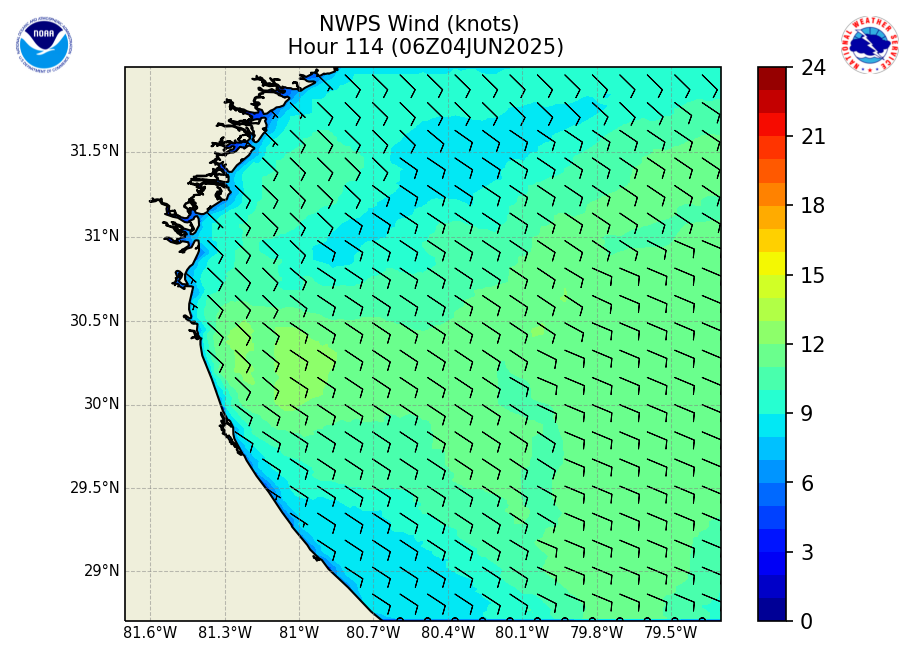 NWPS Wind (knots)
Hour 114 (06Z04JUN2025)
NOAA
NATIONAL WEATHER SERVICE
31.5°N
31°N
30.5°N
30°N
29.5°N
29°N
81.6°W 81.3°W 81°W 80.7°W 80.4°W 80.1°W 79.8°W 79.5°W
24
21
18
15
12
9
6
3
0